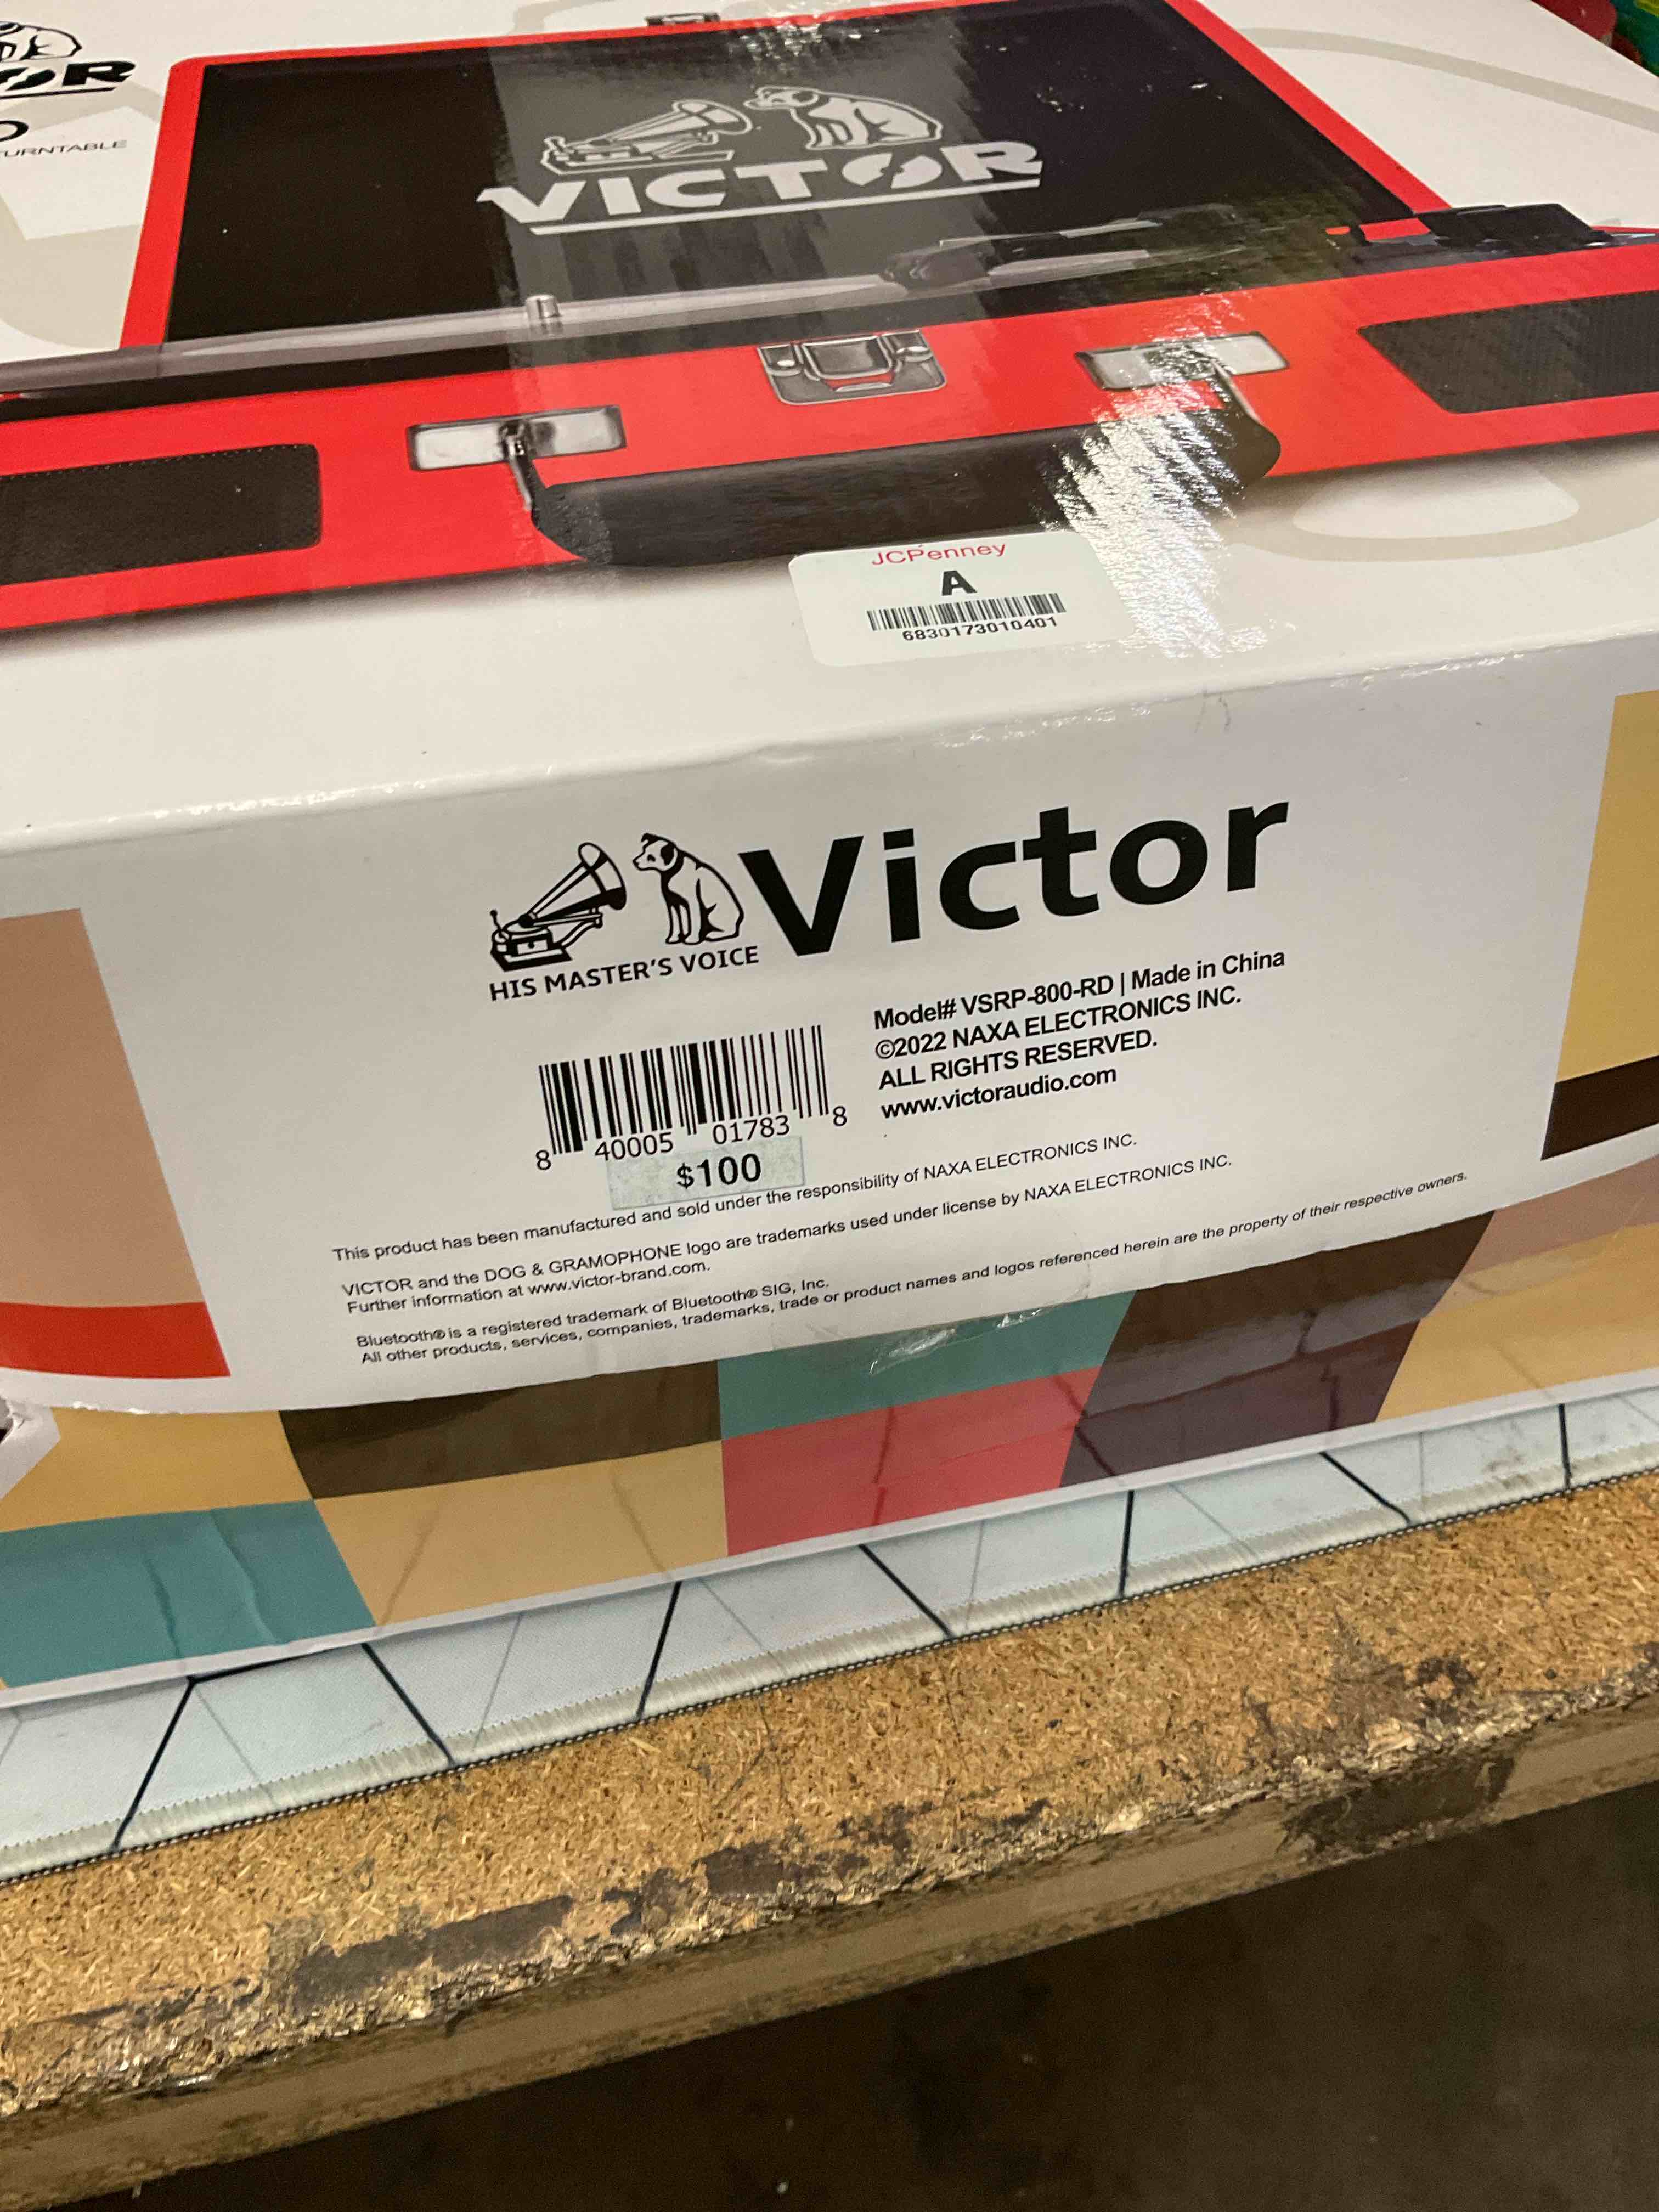 TURNTABLE
VICTOR
JCPenney
A
6830173010401
Victor
HIS MASTER'S VOICE
Model# VSRP-800-RD | Made in China
©2022 NAXA ELECTRONICS INC.
ALL RIGHTS RESERVED.
www.victoraudio.com
8 40005 01783 8
$100
This product has been manufactured and sold under the responsibility of NAXA ELECTRONICS INC.
VICTOR and the DOG & GRAMOPHONE logo are trademarks used under license by NAXA ELECTRONICS INC.
Further information at www.victor-brand.com.
Bluetooth® is a registered trademark of Bluetooth® SIG, Inc.
All other products, services, companies, trademarks, trade or product names and logos referenced herein are the property of their respective owners.